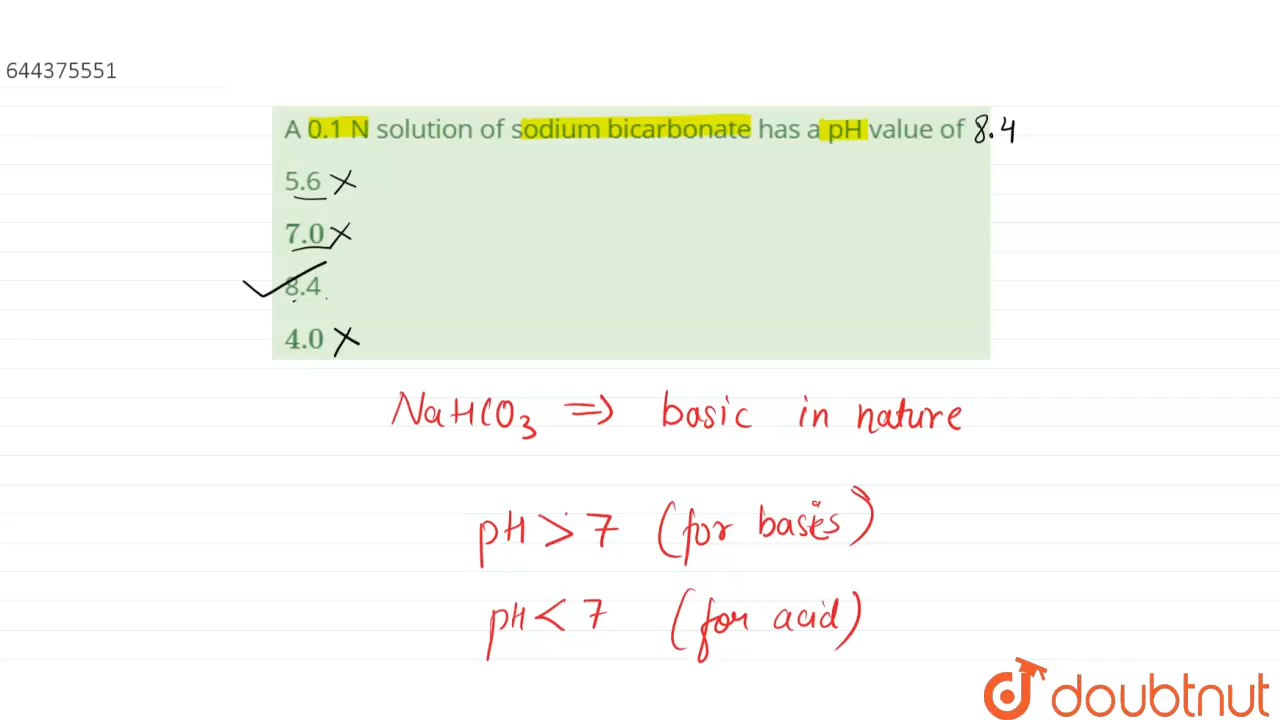 644375551
A 0.1 N solution of sodium bicarbonate has a pH value of 8.4
5.6 ×
7.0 ×
8.4
4.0 ×
NaHCO3 ⇒ basic in nature
pH > 7 (for bases)
pH < 7 (for acid)
doubtnut